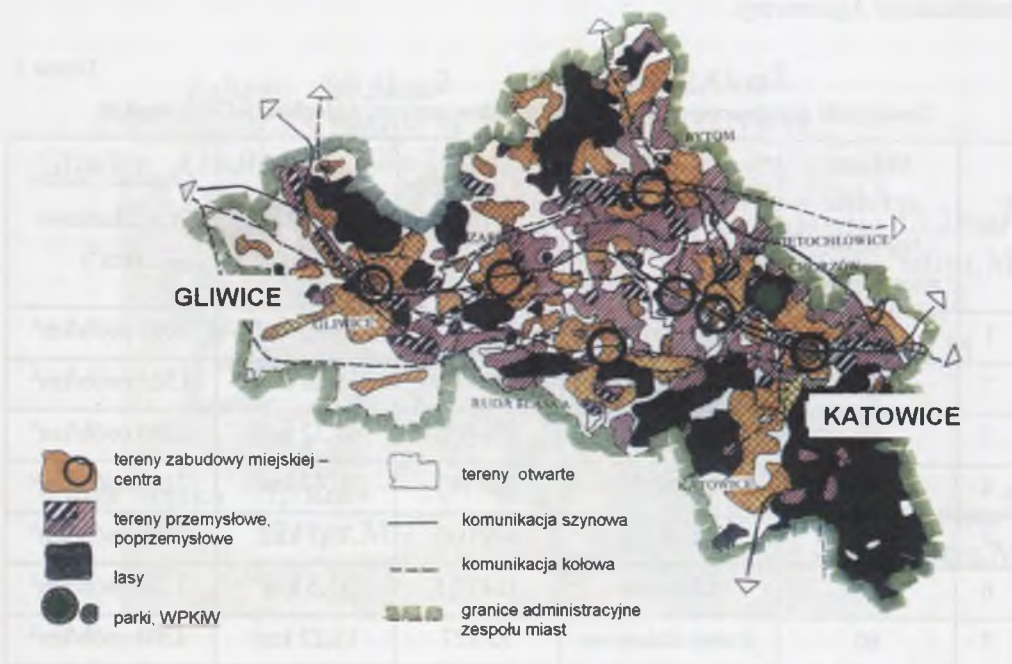 BYTOM
ŚWIĘTOCHŁOWICE
CHORZÓW
GLIWICE
GLIWICE
RUDA ŚLĄSKA
KATOWICE
KATOWICE
tereny zabudowy miejskiej –
centra
tereny przemysłowe,
poprzemysłowe
lasy
parki, WPKiW
tereny otwarte
komunikacja szynowa
komunikacja kołowa
granice administracyjne
zespołu miast